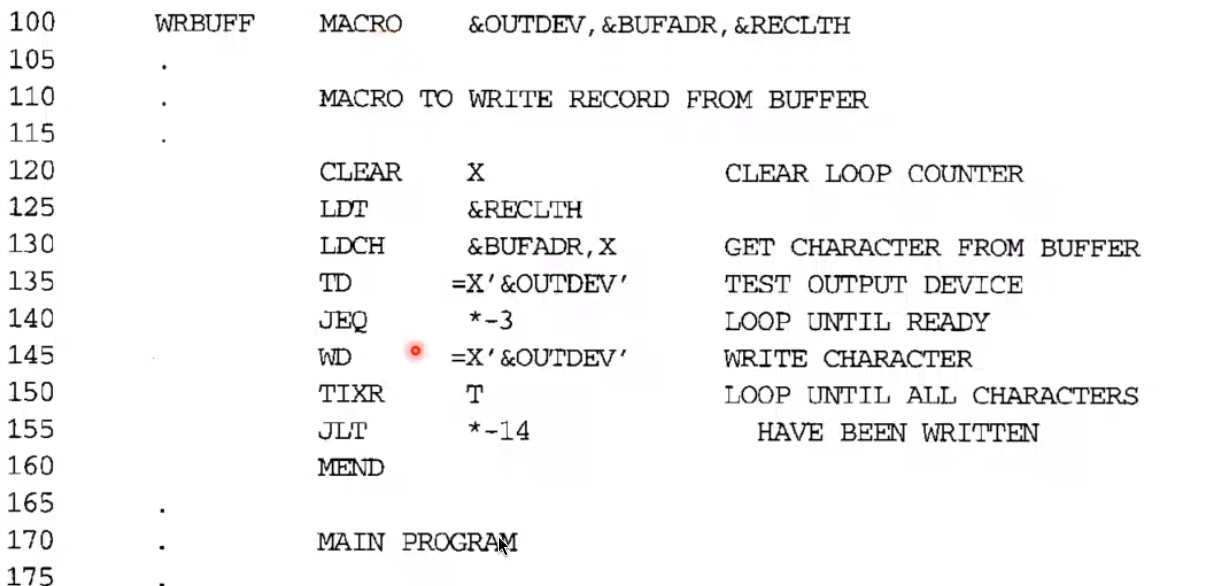 100 WRBUFF MACRO &OUTDEV,&BUFADR,&RECLTH
105 .
110 . MACRO TO WRITE RECORD FROM BUFFER
115 .
120 CLEAR X CLEAR LOOP COUNTER
125 LDT &RECLTH
130 LDCH &BUFADR,X GET CHARACTER FROM BUFFER
135 TD =X'&OUTDEV' TEST OUTPUT DEVICE
140 JEQ *-3 LOOP UNTIL READY
145 WD =X'&OUTDEV' WRITE CHARACTER
150 TIXR T LOOP UNTIL ALL CHARACTERS
155 JLT *-14 HAVE BEEN WRITTEN
160 MEND
165 .
170 . MAIN PROGRAM
175 .